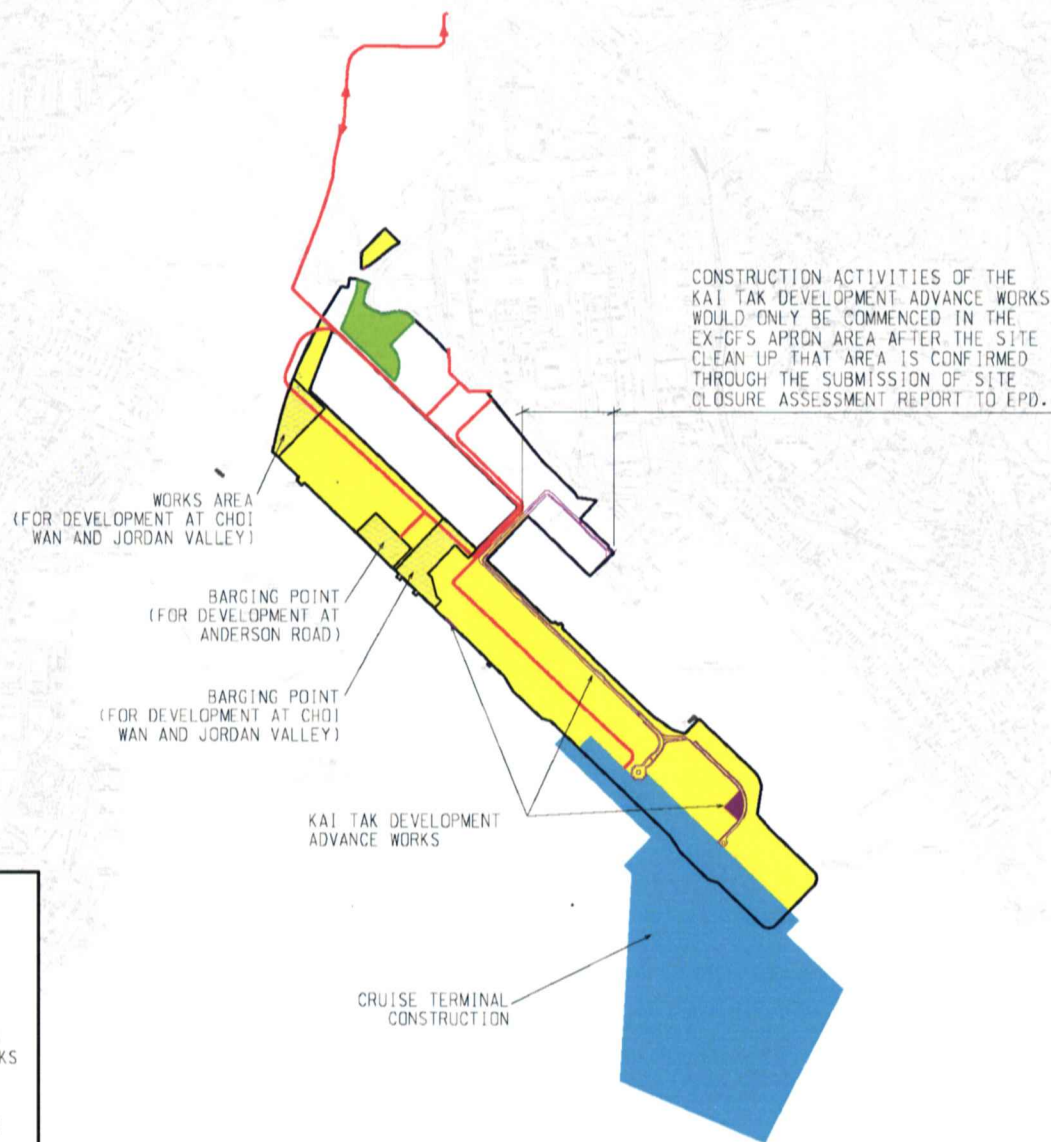 CONSTRUCTION ACTIVITIES OF THE
KAI TAK DEVELOPMENT ADVANCE WORKS
WOULD ONLY BE COMMENCED IN THE
EX-GFS APRON AREA AFTER THE SITE
CLEAN UP THAT AREA IS CONFIRMED
THROUGH THE SUBMISSION OF SITE
CLOSURE ASSESSMENT REPORT TO EPD.
WORKS AREA
(FOR DEVELOPMENT AT CHOI
WAN AND JORDAN VALLEY)
BARGING POINT
(FOR DEVELOPMENT AT
ANDERSON ROAD)
BARGING POINT
(FOR DEVELOPMENT AT CHOI
WAN AND JORDAN VALLEY)
KAI TAK DEVELOPMENT
ADVANCE WORKS
CRUISE TERMINAL
CONSTRUCTION
KS